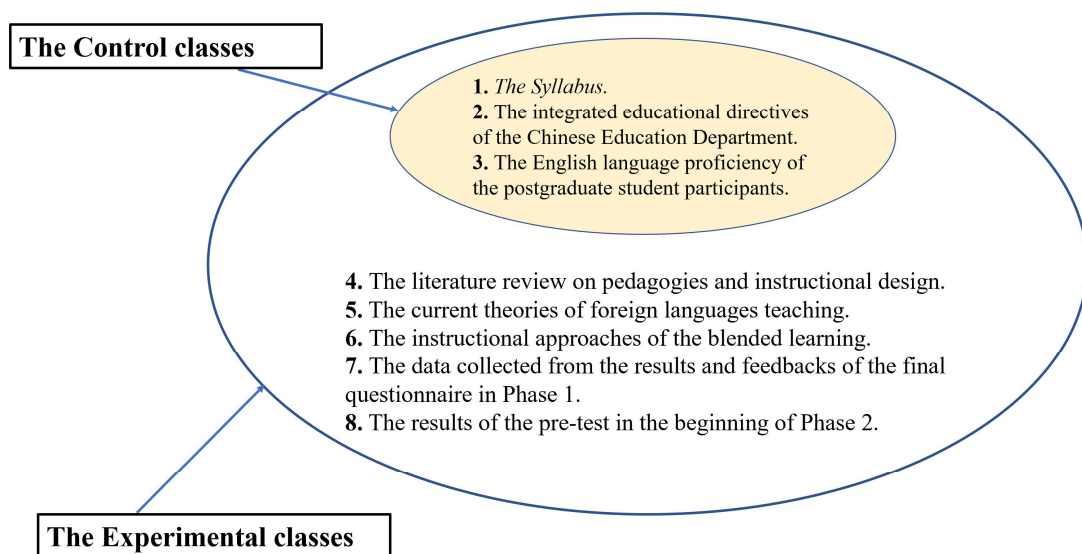 The Control classes
1. The Syllabus.
2. The integrated educational directives
of the Chinese Education Department.
3. The English language proficiency of
the postgraduate student participants.
4. The literature review on pedagogies and instructional design.
5. The current theories of foreign languages teaching.
6. The instructional approaches of the blended learning.
7. The data collected from the results and feedbacks of the final
questionnaire in Phase 1.
8. The results of the pre-test in the beginning of Phase 2.
The Experimental classes